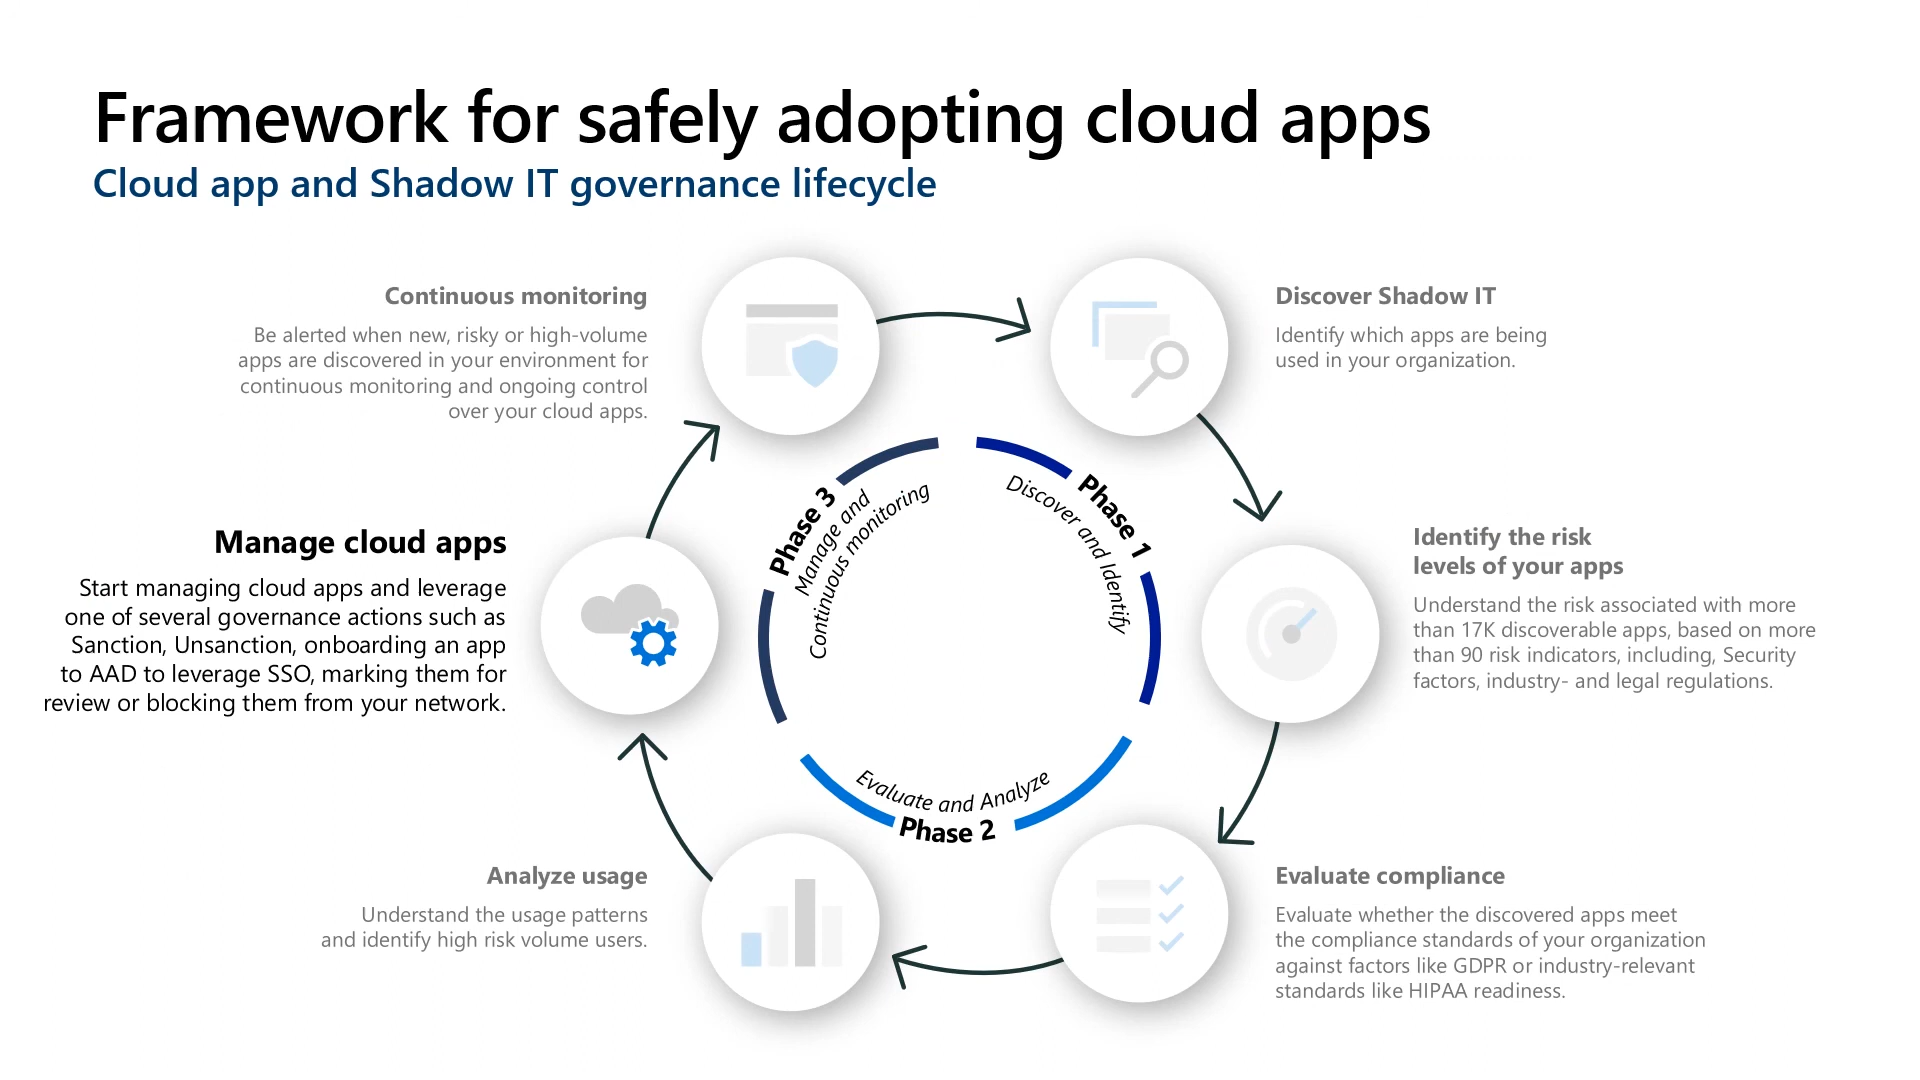 Framework for safely adopting cloud apps
Cloud app and Shadow IT governance lifecycle
Continuous monitoring
Be alerted when new, risky or high-volume
apps are discovered in your environment for
continuous monitoring and ongoing control
over your cloud apps.
Discover Shadow IT
Identify which apps are being
used in your organization.
Manage cloud apps
Start managing cloud apps and leverage
one of several governance actions such as
Sanction, Unsanction, onboarding an app
to AAD to leverage SSO, marking them for
review or blocking them from your network.
Phase 3
Manage and
Continuous monitoring
Phase 1
Discover and Identify
Identify the risk
levels of your apps
Understand the risk associated with more
than 17K discoverable apps, based on more
than 90 risk indicators, including, Security
factors, industry- and legal regulations.
Evaluate and Analyze
Phase 2
Analyze usage
Understand the usage patterns
and identify high risk volume users.
Evaluate compliance
Evaluate whether the discovered apps meet
the compliance standards of your organization
against factors like GDPR or industry-relevant
standards like HIPAA readiness.